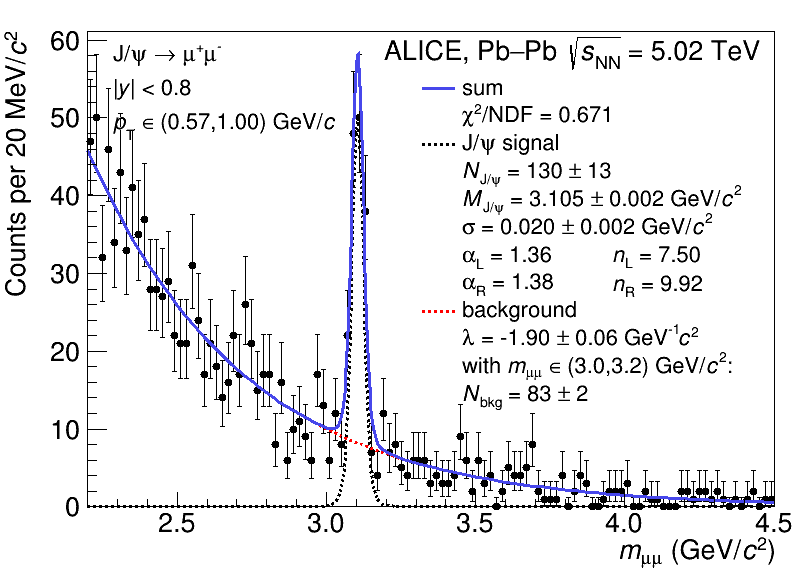 ALICE, Pb–Pb √sNN = 5.02 TeV
J/ψ → μ+μ-
|y| < 0.8
pT ∈ (0.57,1.00) GeV/c
sum
χ2/NDF = 0.671
J/ψ signal
NJ/ψ = 130 ± 13
MJ/ψ = 3.105 ± 0.002 GeV/c2
σ = 0.020 ± 0.002 GeV/c2
αL = 1.36 nL = 7.50
αR = 1.38 nR = 9.92
background
λ = -1.90 ± 0.06 GeV-1c2
with mμμ ∈ (3.0,3.2) GeV/c2:
Nbkg = 83 ± 2
Counts per 20 MeV/c2
60
50
40
30
20
10
0
2.5 3.0 3.5 4.0 4.5
mμμ (GeV/c2)